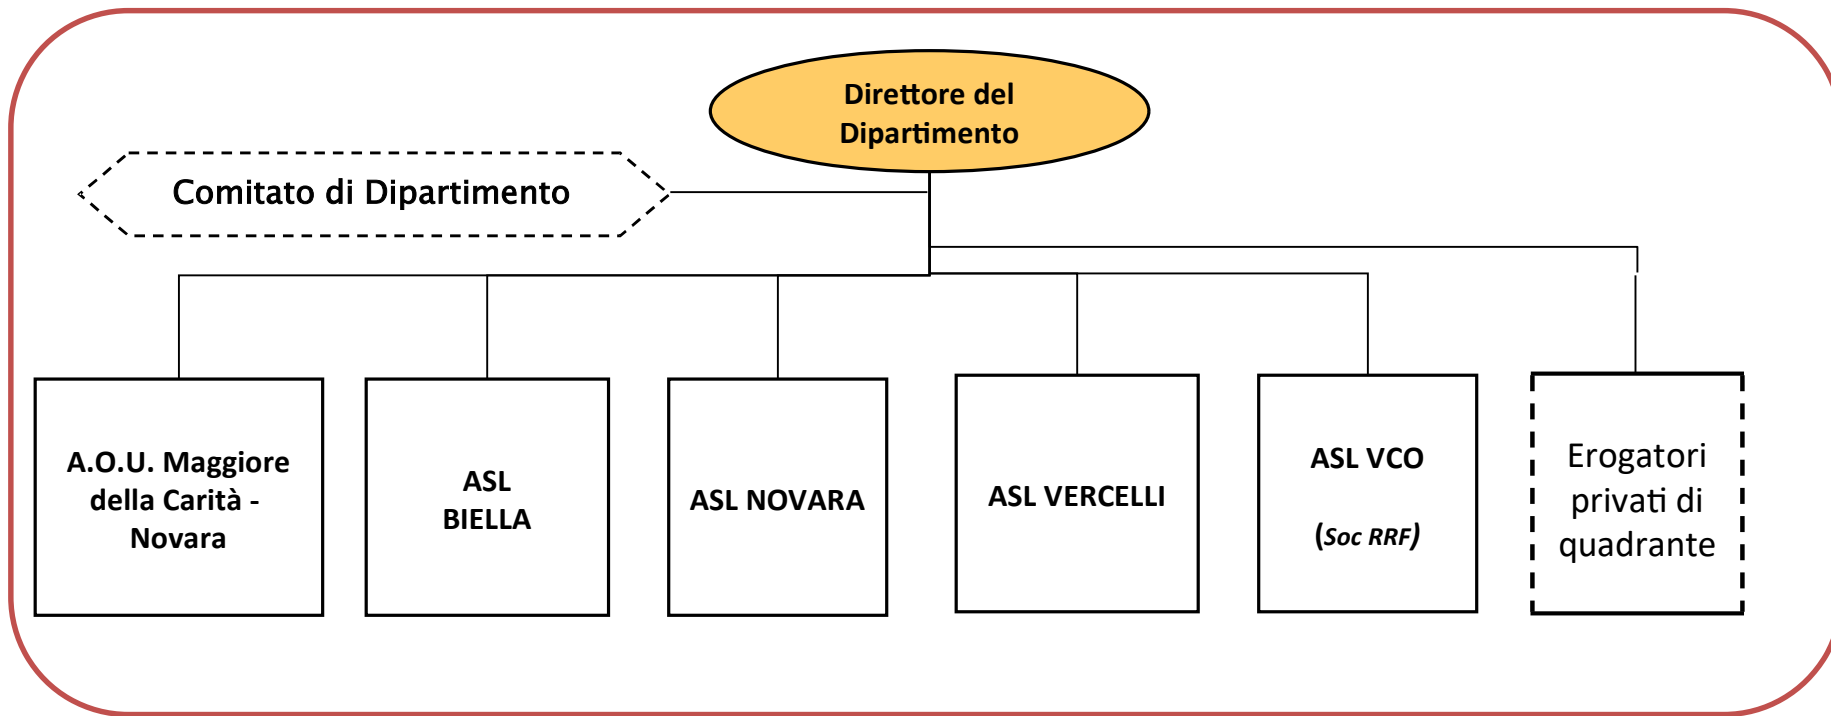 Direttore del
Dipartimento
Comitato di Dipartimento
A.O.U. Maggiore
della Carità -
Novara
ASL
BIELLA
ASL NOVARA
ASL VERCELLI
ASL VCO
(Soc RRF)
Erogatori
privati di
quadrante